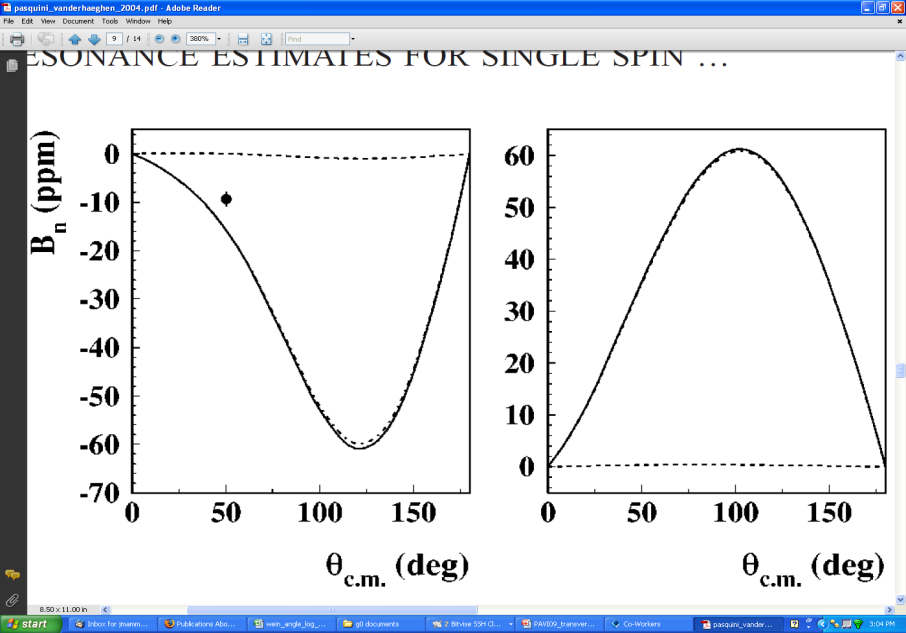 pasquini_vanderhaeghen_2004.pdf - Adobe Reader
File Edit View Document Tools Window Help
9 / 14 380% Find
ESONANCE ESTIMATES FOR SINGLE SPIN ...
B_n (ppm)
0
-10
-20
-30
-40
-50
-60
-70
0 50 100 150
θ_c.m. (deg)
60
50
40
30
20
10
0
0 50 100 150
θ_c.m. (deg)
8.50 x 11.00 in
start Inbox for jmamm... Publications Abo... wein_angle_log_... g0 documents 2 Bitvise SSH Cl... PAVI09_transver... Co-Workers pasquini_vander... 3:04 PM